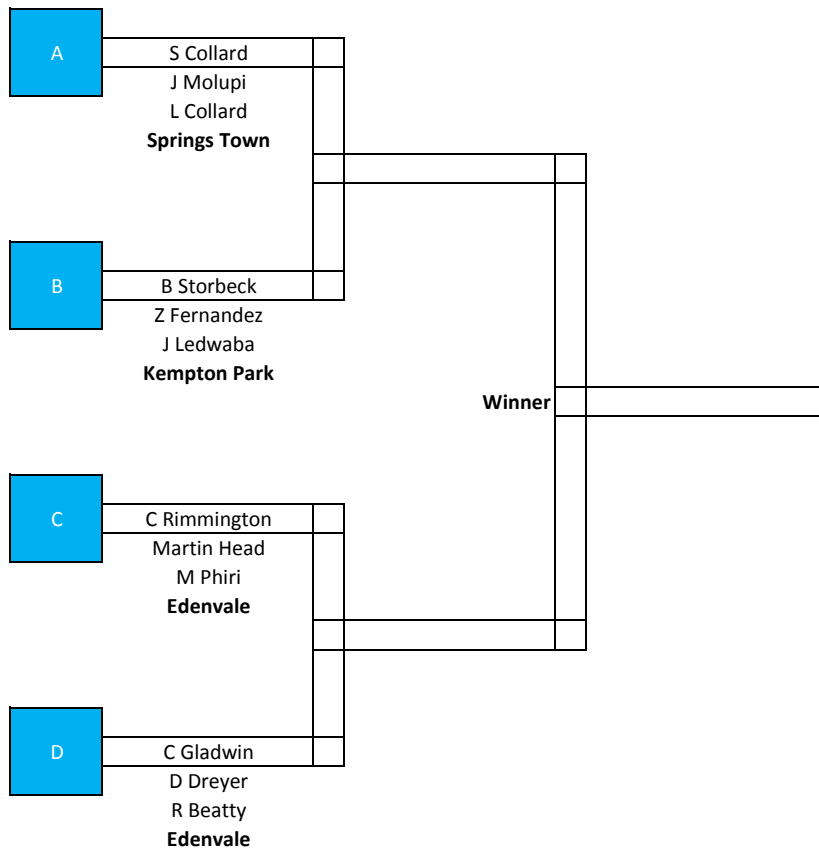 A
S Collard
J Molupi
L Collard
Springs Town
B
B Storbeck
Z Fernandez
J Ledwaba
Kempton Park
Winner
C
C Rimmington
Martin Head
M Phiri
Edenvale
D
C Gladwin
D Dreyer
R Beatty
Edenvale